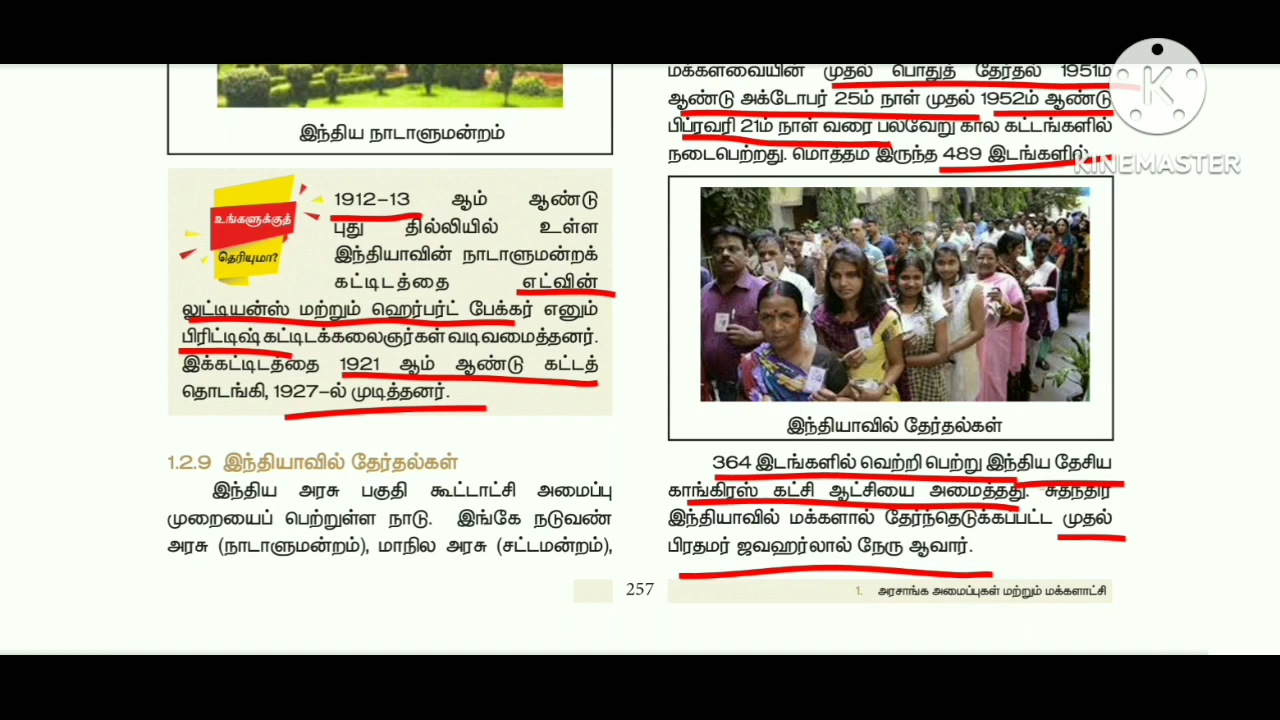 இந்திய நாடாளுமன்றம்
உங்களுக்குத்
தெரியுமா?
1912–13 ஆம் ஆண்டு
புது தில்லியில் உள்ள
இந்தியாவின் நாடாளுமன்றக்
கட்டிடத்தை எட்வின்
லுட்டியன்ஸ் மற்றும் ஹெர்பர்ட் பேக்கர் எனும்
பிரிட்டிஷ் கட்டிடக்கலைஞர்கள் வடிவமைத்தனர்.
இக்கட்டிடத்தை 1921 ஆம் ஆண்டு கட்டத்
தொடங்கி, 1927–ல் முடித்தனர்.
1.2.9 இந்தியாவில் தேர்தல்கள்
இந்திய அரசு பகுதி கூட்டாட்சி அமைப்பு
முறையைப் பெற்றுள்ள நாடு. இங்கே நடுவண்
அரசு (நாடாளுமன்றம்), மாநில அரசு (சட்டமன்றம்),
மக்களவையின் முதல் பொதுத் தேர்தல் 1951ம்
ஆண்டு அக்டோபர் 25ம் நாள் முதல் 1952ம் ஆண்டு
பிப்ரவரி 21ம் நாள் வரை பல்வேறு கால கட்டங்களில்
நடைபெற்றது. மொத்தம் இருந்த 489 இடங்களில்
இந்தியாவில் தேர்தல்கள்
364 இடங்களில் வெற்றி பெற்று இந்திய தேசிய
காங்கிரஸ் கட்சி ஆட்சியை அமைத்தது. சுதந்திர
இந்தியாவில் மக்களால் தேர்ந்தெடுக்கப்பட்ட முதல்
பிரதமர் ஜவஹர்லால் நேரு ஆவார்.
257
1. அரசாங்க அமைப்புகள் மற்றும் மக்களாட்சி
K
KINEMASTER